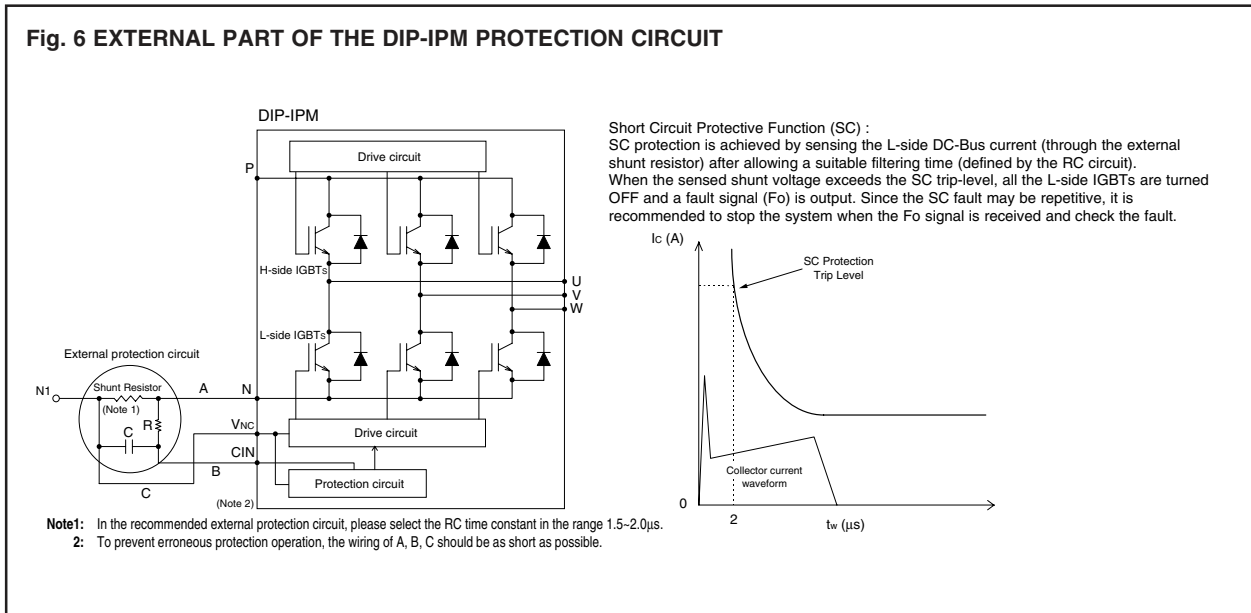 Fig. 6 EXTERNAL PART OF THE DIP-IPM PROTECTION CIRCUIT
DIP-IPM
Drive circuit
P
H-side IGBTs
U
V
W
L-side IGBTs
External protection circuit
N1
Shunt Resistor
A
N
(Note 1)
R
C
VNC
Drive circuit
CIN
B
C
Protection circuit
(Note 2)
Short Circuit Protective Function (SC) :
SC protection is achieved by sensing the L-side DC-Bus current (through the external
shunt resistor) after allowing a suitable filtering time (defined by the RC circuit).
When the sensed shunt voltage exceeds the SC trip-level, all the L-side IGBTs are turned
OFF and a fault signal (Fo) is output. Since the SC fault may be repetitive, it is
recommended to stop the system when the Fo signal is received and check the fault.
IC (A)
SC Protection
Trip Level
Collector current
waveform
0
2
tw (µs)
Note1: In the recommended external protection circuit, please select the RC time constant in the range 1.5~2.0µs.
2: To prevent erroneous protection operation, the wiring of A, B, C should be as short as possible.